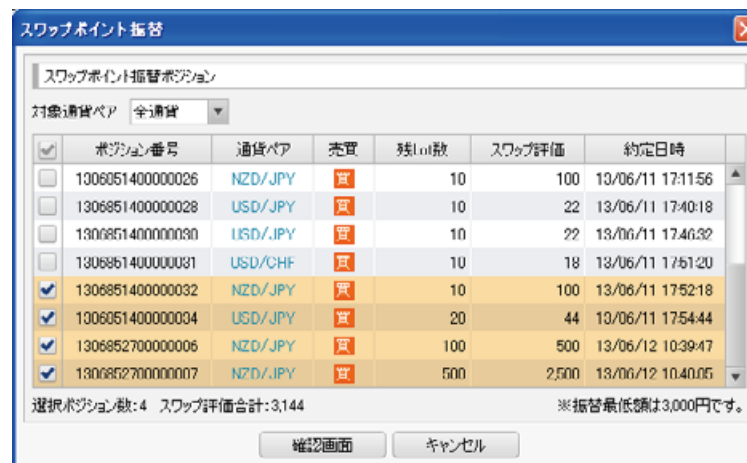 スワップポイント振替
スワップポイント振替ポジション
対象通貨ペア 全通貨
ポジション番号 通貨ペア 売買 残Lot数 スワップ評価 約定日時
1306851400000026 NZD/JPY 買 10 100 13/06/11 17:11:56
1306851400000028 USD/JPY 買 10 22 13/06/11 17:40:18
1306851400000030 USD/JPY 買 10 22 13/06/11 17:46:32
1306851400000031 USD/CHF 買 10 18 13/06/11 17:51:20
1306851400000032 NZD/JPY 買 10 100 13/06/11 17:52:18
1306851400000034 USD/JPY 買 20 44 13/06/11 17:54:44
1306852700000006 NZD/JPY 買 100 500 13/06/12 10:39:47
1306852700000007 NZD/JPY 買 500 2,500 13/06/12 10:40:05
選択ポジション数:4 スワップ評価合計:3,144 ※振替最低額は3,000円です。
確認画面 キャンセル